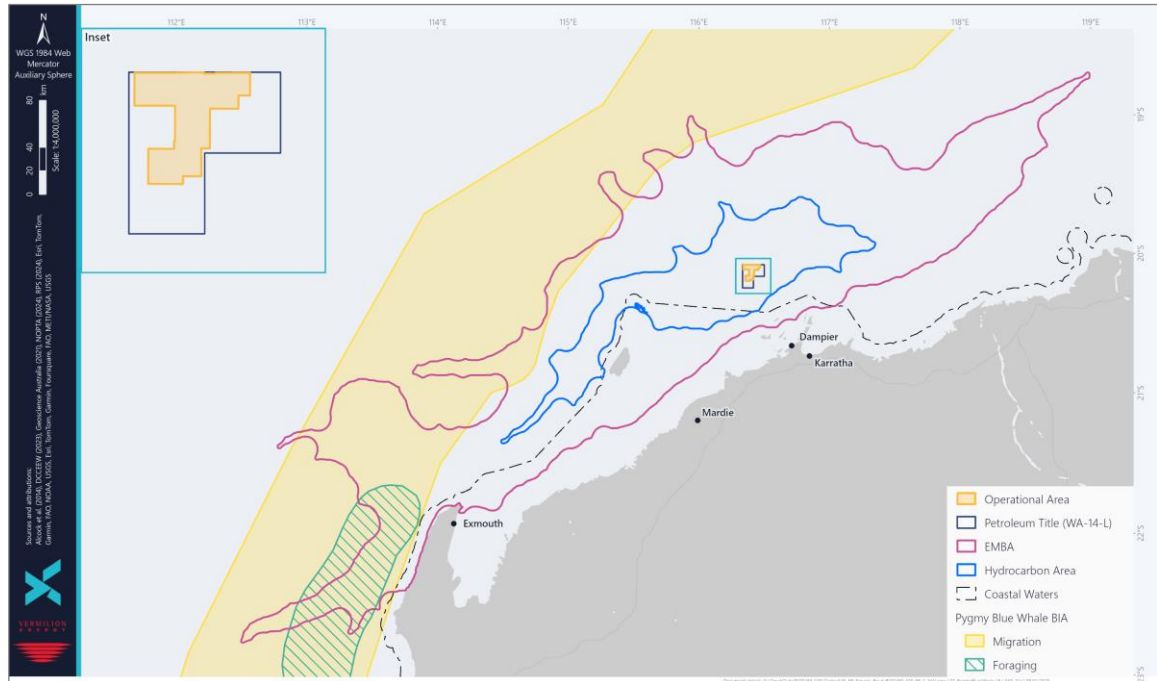 N
WGS 1984 Web
Mercator
Auxiliary Sphere
km
80
40
20
0
Scale: 1:4,000,000
Sources and attributions:
Alcock et al. (2014), DCCEEW (2023), Geoscience Australia (2021), NOPTA (2024), RPS (2024), Esri, TomTom,
Garmin, FAO, NOAA, USGS, Esri, TomTom, Garmin, Foursquare, FAO, METI/NASA, USGS
VERMILION
ENERGY
112°E
113°E
114°E
115°E
116°E
117°E
118°E
119°E
Inset
19°S
20°S
21°S
22°S
23°S
Dampier
Karratha
Mardie
Exmouth
Operational Area
Petroleum Title (WA-14-L)
EMBA
Hydrocarbon Area
Coastal Waters
Pygmy Blue Whale BIA
Migration
Foraging